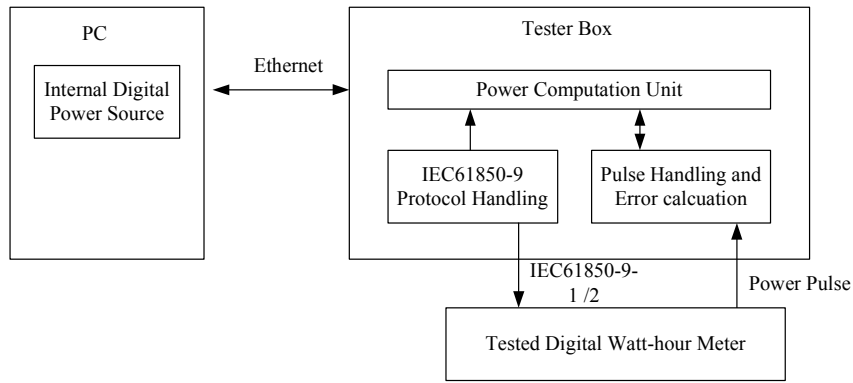 PC
Internal Digital
Power Source
Ethernet
Tester Box
Power Computation Unit
IEC61850-9
Protocol Handling
Pulse Handling and
Error calcuation
IEC61850-9-
1 /2
Power Pulse
Tested Digital Watt-hour Meter